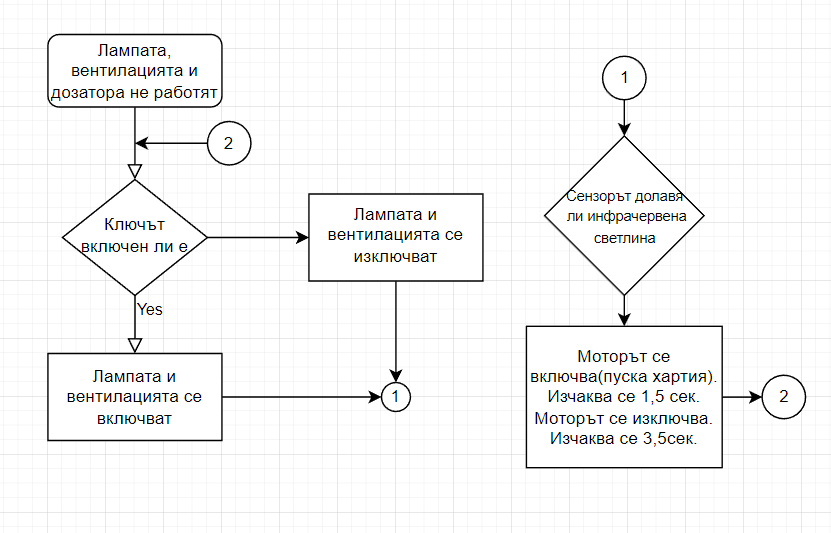 Лампата,
вентилацията и
дозатора не работят
2
Ключът
включен ли е
Yes
Лампата и
вентилацията се
изключват
Лампата и
вентилацията се
включват
1
1
Сензорът долавя
ли инфрачервена
светлина
Моторът се
включва(пуска хартия).
Изчаква се 1,5 сек.
Моторът се изключва.
Изчаква се 3,5сек.
2